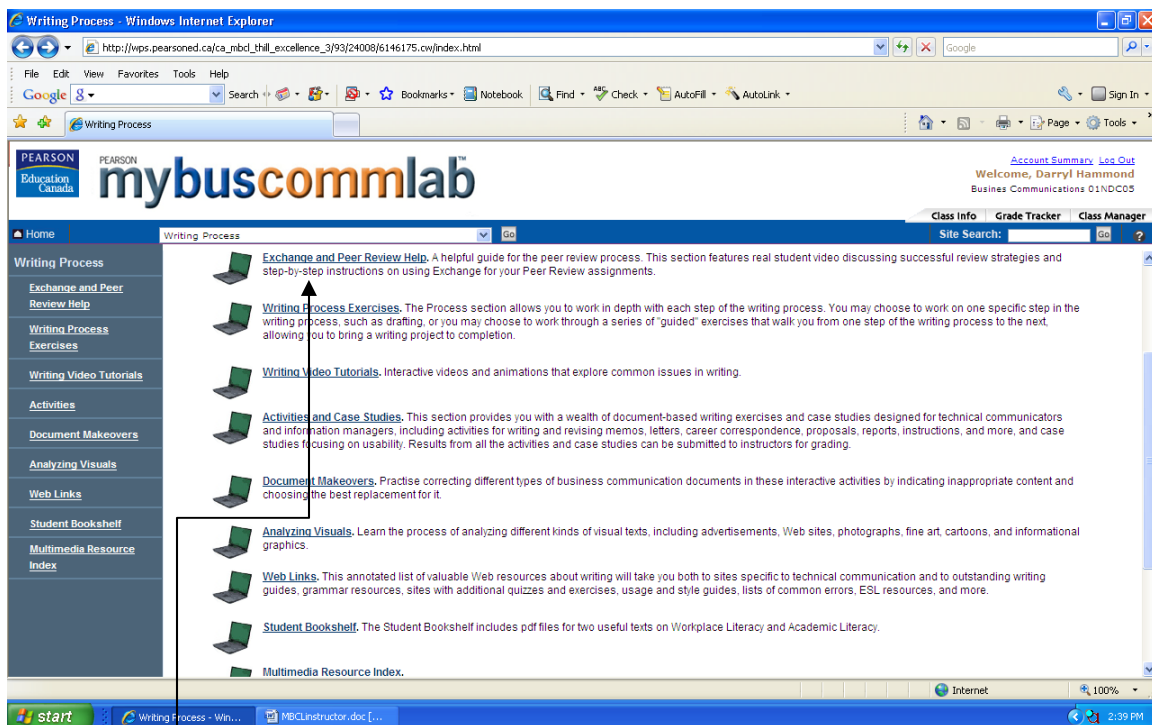 Writing Process - Windows Internet Explorer
http://wps.pearsoned.ca/ca_mbcl_thill_excellence_3/93/24008/6146175.cw/index.html
Google
File Edit View Favorites Tools Help
Google Search Bookmarks Notebook Find Check AutoFill AutoLink Sign In
Writing Process
Page Tools
PEARSON
Education
Canada
PEARSON
mybuscommlab
Account Summary Log Out
Welcome, Darryl Hammond
Busines Communications 01NDC05
Class Info Grade Tracker Class Manager
Home Writing Process Go Site Search: Go ?
Writing Process
Exchange and Peer
Review Help
Writing Process
Exercises
Writing Video Tutorials
Activities
Document Makeovers
Analyzing Visuals
Web Links
Student Bookshelf
Multimedia Resource
Index
Exchange and Peer Review Help. A helpful guide for the peer review process. This section features real student video discussing successful review strategies and
step-by-step instructions on using Exchange for your Peer Review assignments.
Writing Process Exercises. The Process section allows you to work in depth with each step of the writing process. You may choose to work on one specific step in the
writing process, such as drafting, or you may choose to work through a series of "guided" exercises that walk you from one step of the writing process to the next,
allowing you to bring a writing project to completion.
Writing Video Tutorials. Interactive videos and animations that explore common issues in writing.
Activities and Case Studies. This section provides you with a wealth of document-based writing exercises and case studies designed for technical communicators
and information managers, including activities for writing and revising memos, letters, career correspondence, proposals, reports, instructions, and more, and case
studies focusing on usability. Results from all the activities and case studies can be submitted to instructors for grading.
Document Makeovers. Practise correcting different types of business communication documents in these interactive activities by indicating inappropriate content and
choosing the best replacement for it.
Analyzing Visuals. Learn the process of analyzing different kinds of visual texts, including advertisements, Web sites, photographs, fine art, cartoons, and informational
graphics.
Web Links. This annotated list of valuable Web resources about writing will take you both to sites specific to technical communication and to outstanding writing
guides, grammar resources, sites with additional quizzes and exercises, usage and style guides, lists of common errors, ESL resources, and more.
Student Bookshelf. The Student Bookshelf includes pdf files for two useful texts on Workplace Literacy and Academic Literacy.
Multimedia Resource Index.
Internet 100%
start Writing Process - Win... MBCLinstructor.doc [... 2:39 PM